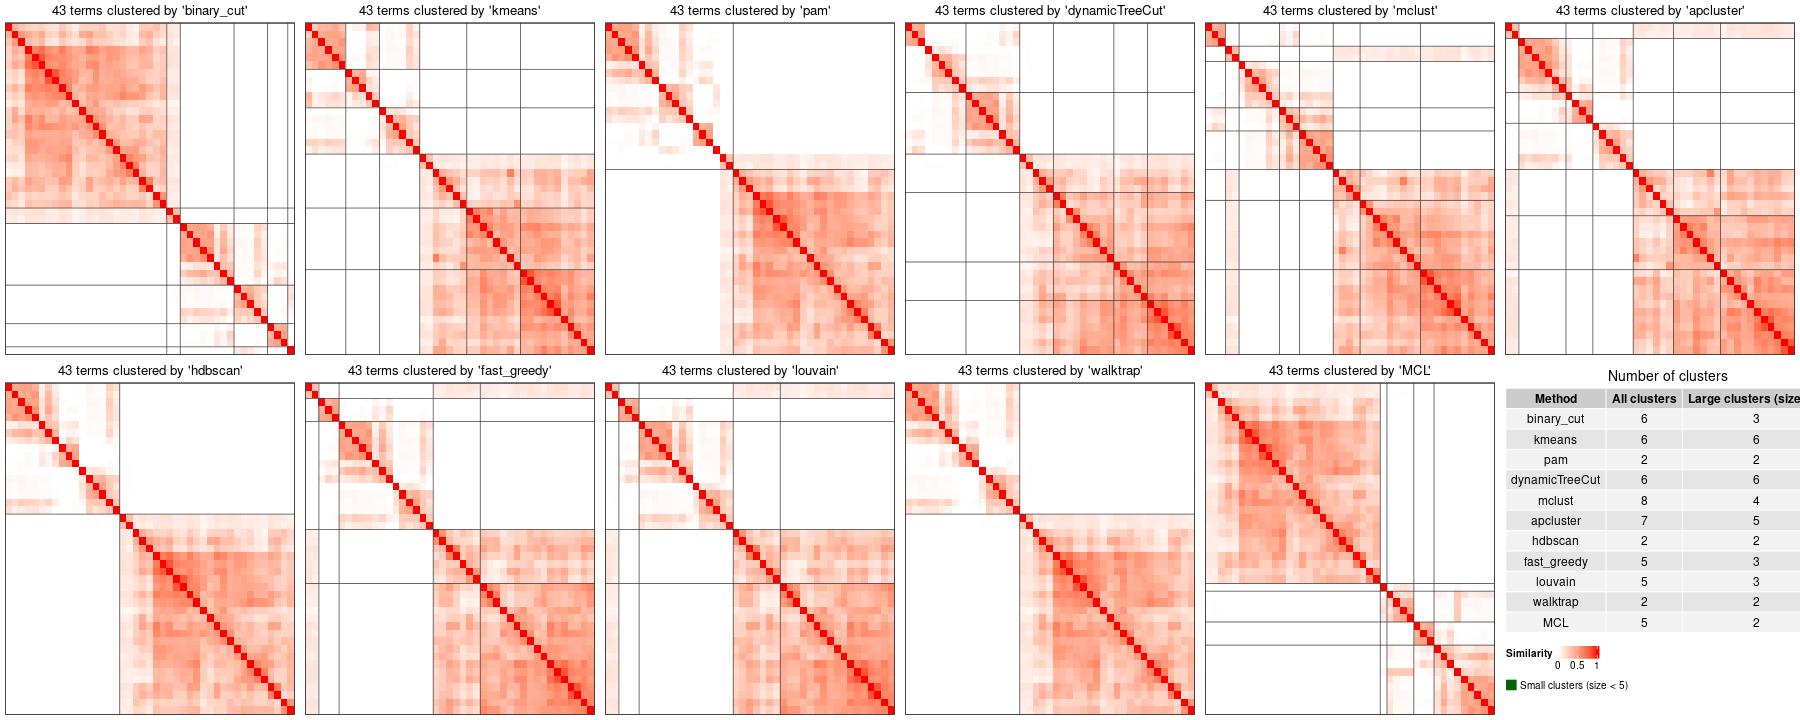 43 terms clustered by 'binary_cut'
43 terms clustered by 'kmeans'
43 terms clustered by 'pam'
43 terms clustered by 'dynamicTreeCut'
43 terms clustered by 'mclust'
43 terms clustered by 'apcluster'
43 terms clustered by 'hdbscan'
43 terms clustered by 'fast_greedy'
43 terms clustered by 'louvain'
43 terms clustered by 'walktrap'
43 terms clustered by 'MCL'
Number of clusters
Method All clusters Large clusters (size
binary_cut 6 3
kmeans 6 6
pam 2 2
dynamicTreeCut 6 6
mclust 8 4
apcluster 7 5
hdbscan 2 2
fast_greedy 5 3
louvain 5 3
walktrap 2 2
MCL 5 2
Similarity
0 0.5 1
Small clusters (size < 5)